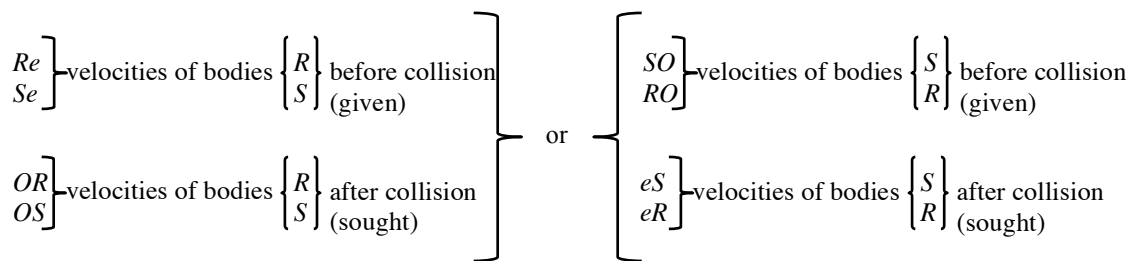 Re
Se
velocities of bodies
R
S
before collision
(given)
OR
OS
velocities of bodies
R
S
after collision
(sought)
or
SO
RO
velocities of bodies
S
R
before collision
(given)
eS
eR
velocities of bodies
S
R
after collision
(sought)